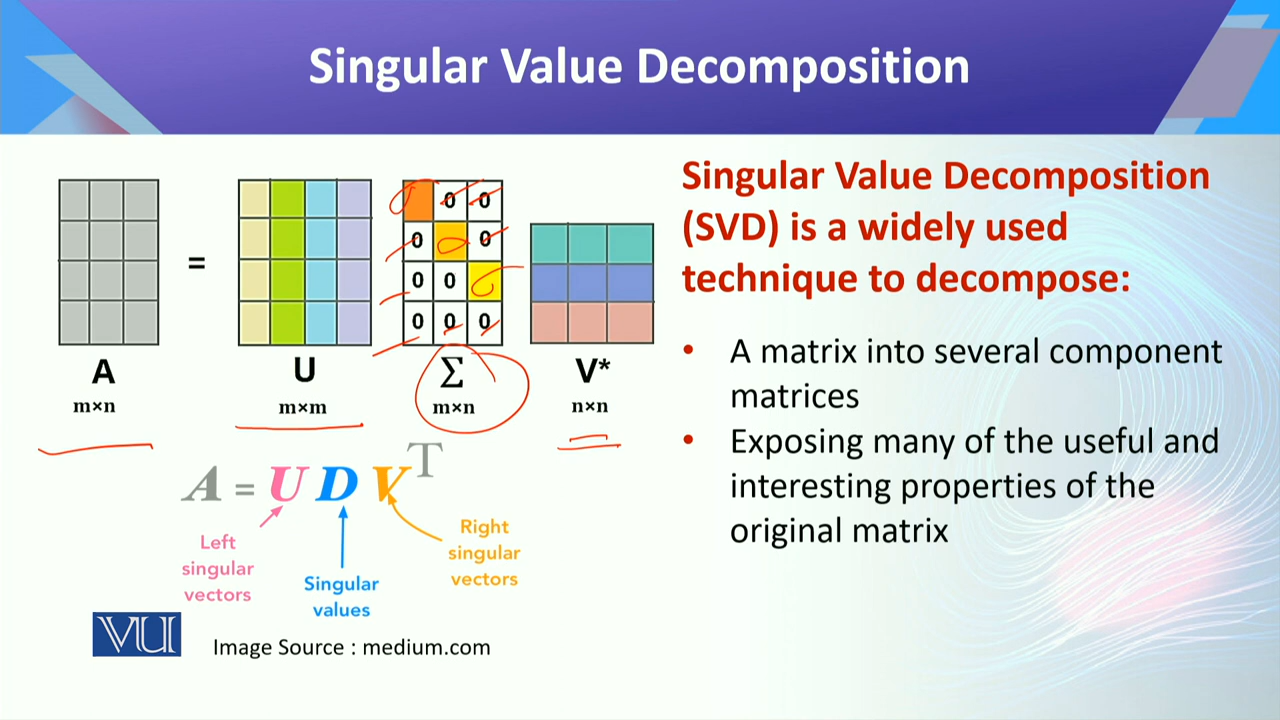 Singular Value Decomposition
=
0 0
0 0
0 0
0 0 0
A
m×n
U
m×m
Σ
m×n
V*
n×n
A = U D V^T
Left
singular
vectors
Singular
values
Right
singular
vectors
VU
Image Source : medium.com
Singular Value Decomposition
(SVD) is a widely used
technique to decompose:
• A matrix into several component
matrices
• Exposing many of the useful and
interesting properties of the
original matrix